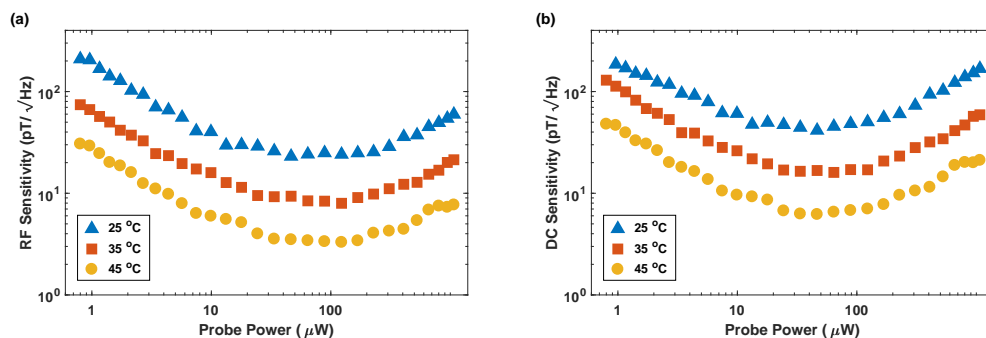 (a)
RF Sensitivity (pT/ √Hz)
10²
10¹
10⁰
25 °C
35 °C
45 °C
1
10
100
Probe Power ( μW)
(b)
DC Sensitivity (pT/ √Hz)
10²
10¹
10⁰
25 °C
35 °C
45 °C
1
10
100
Probe Power ( μW)